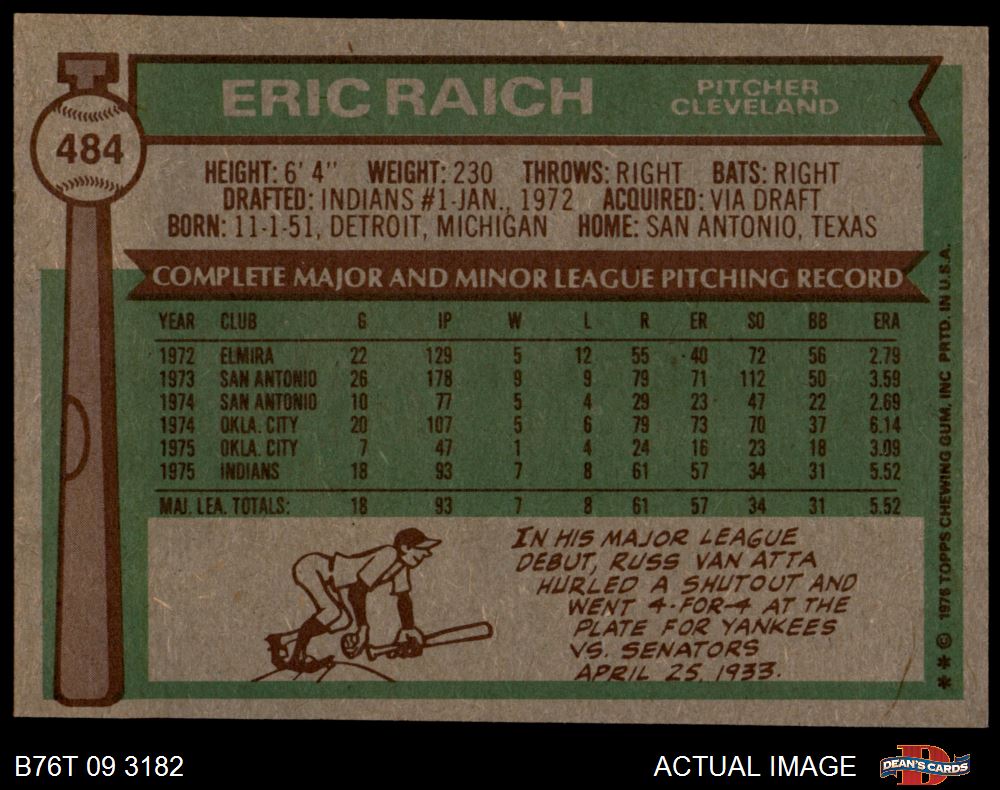 484
ERIC RAICH
PITCHER
CLEVELAND
HEIGHT: 6' 4" WEIGHT: 230 THROWS: RIGHT BATS: RIGHT
DRAFTED: INDIANS #1-JAN., 1972 ACQUIRED: VIA DRAFT
BORN: 11-1-51, DETROIT, MICHIGAN HOME: SAN ANTONIO, TEXAS
COMPLETE MAJOR AND MINOR LEAGUE PITCHING RECORD
YEAR CLUB G IP W L R ER SO BB ERA
1972 ELMIRA 22 129 5 12 55 40 72 56 2.79
1973 SAN ANTONIO 26 178 9 9 79 71 112 50 3.59
1974 SAN ANTONIO 10 77 5 4 29 23 47 22 2.69
1974 OKLA. CITY 20 107 5 6 79 73 70 37 6.14
1975 OKLA. CITY 7 47 1 4 24 16 23 18 3.09
1975 INDIANS 18 93 7 8 61 57 34 31 5.52
MAJ. LEA. TOTALS: 18 93 7 8 61 57 34 31 5.52
IN HIS MAJOR LEAGUE
DEBUT, RUSS VAN ATTA
HURLED A SHUTOUT AND
WENT 4-FOR-4 AT THE
PLATE FOR YANKEES
VS. SENATORS
APRIL 25, 1933.
** © 1976 TOPPS CHEWING GUM, INC PRTD. IN U.S.A.
B76T 09 3182
ACTUAL IMAGE
DEAN'S CARDS